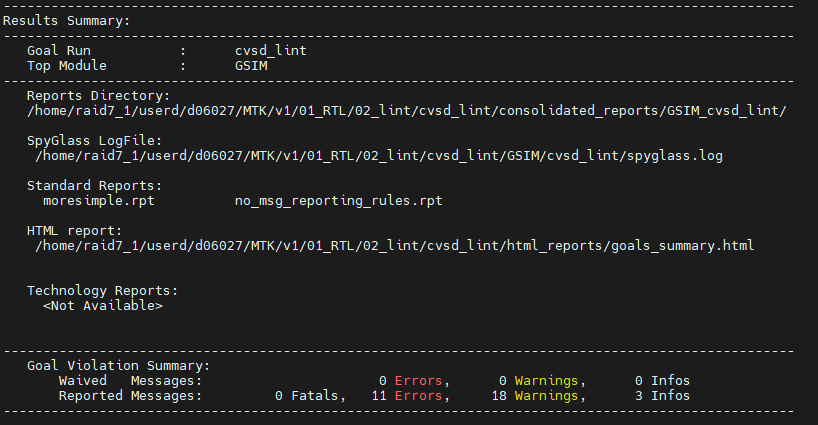 ---------------------------------------------------------------------------------------------------
Results Summary:
---------------------------------------------------------------------------------------------------
   Goal Run           :      cvsd_lint
   Top Module         :      GSIM
---------------------------------------------------------------------------------------------------
   Reports Directory:
   /home/raid7_1/userd/d06027/MTK/v1/01_RTL/02_lint/cvsd_lint/consolidated_reports/GSIM_cvsd_lint/
   SpyGlass LogFile:
    /home/raid7_1/userd/d06027/MTK/v1/01_RTL/02_lint/cvsd_lint/GSIM/cvsd_lint/spyglass.log
   Standard Reports:
     moresimple.rpt          no_msg_reporting_rules.rpt
   HTML report:
    /home/raid7_1/userd/d06027/MTK/v1/01_RTL/02_lint/cvsd_lint/html_reports/goals_summary.html
   Technology Reports:
     <Not Available>
---------------------------------------------------------------------------------------------------
   Goal Violation Summary:
       Waived   Messages:                      0 Errors,      0 Warnings,      0 Infos
       Reported Messages:         0 Fatals,   11 Errors,     18 Warnings,      3 Infos
---------------------------------------------------------------------------------------------------